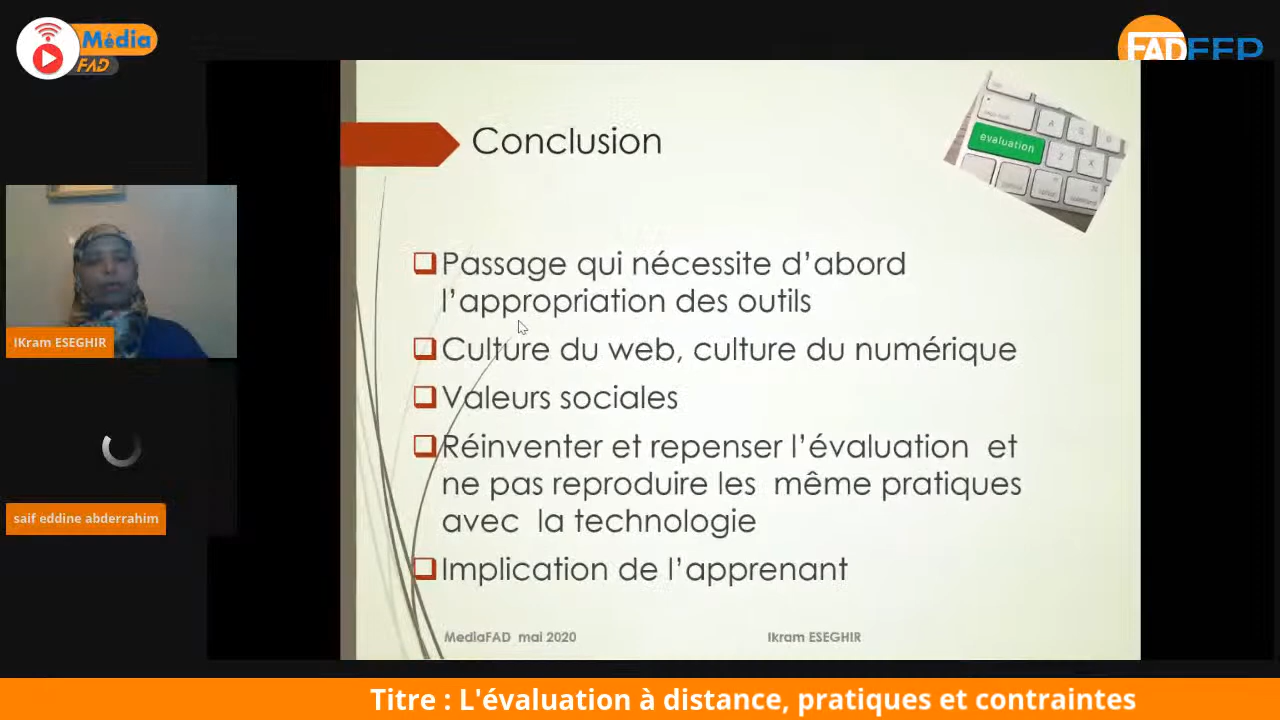 Média
FAD
FAD
Conclusion
evaluation
Passage qui nécessite d’abord
l’appropriation des outils
Culture du web, culture du numérique
Valeurs sociales
Réinventer et repenser l’évaluation et
ne pas reproduire les même pratiques
avec la technologie
Implication de l’apprenant
MediaFAD mai 2020
Ikram ESEGHIR
IKram ESEGHIR
saif eddine abderrahim
Titre : L'évaluation à distance, pratiques et contraintes